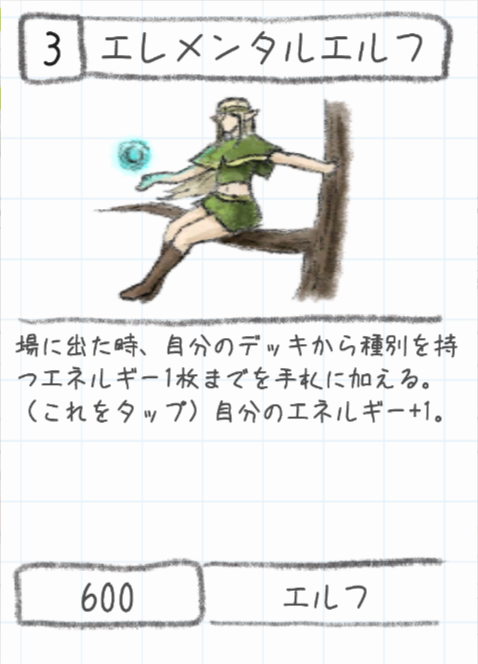 3 エレメンタルエルフ
場に出た時、自分のデッキから種別を持
つエネルギー1枚までを手札に加える。
（これをタップ）自分のエネルギー+1。
600 エルフ